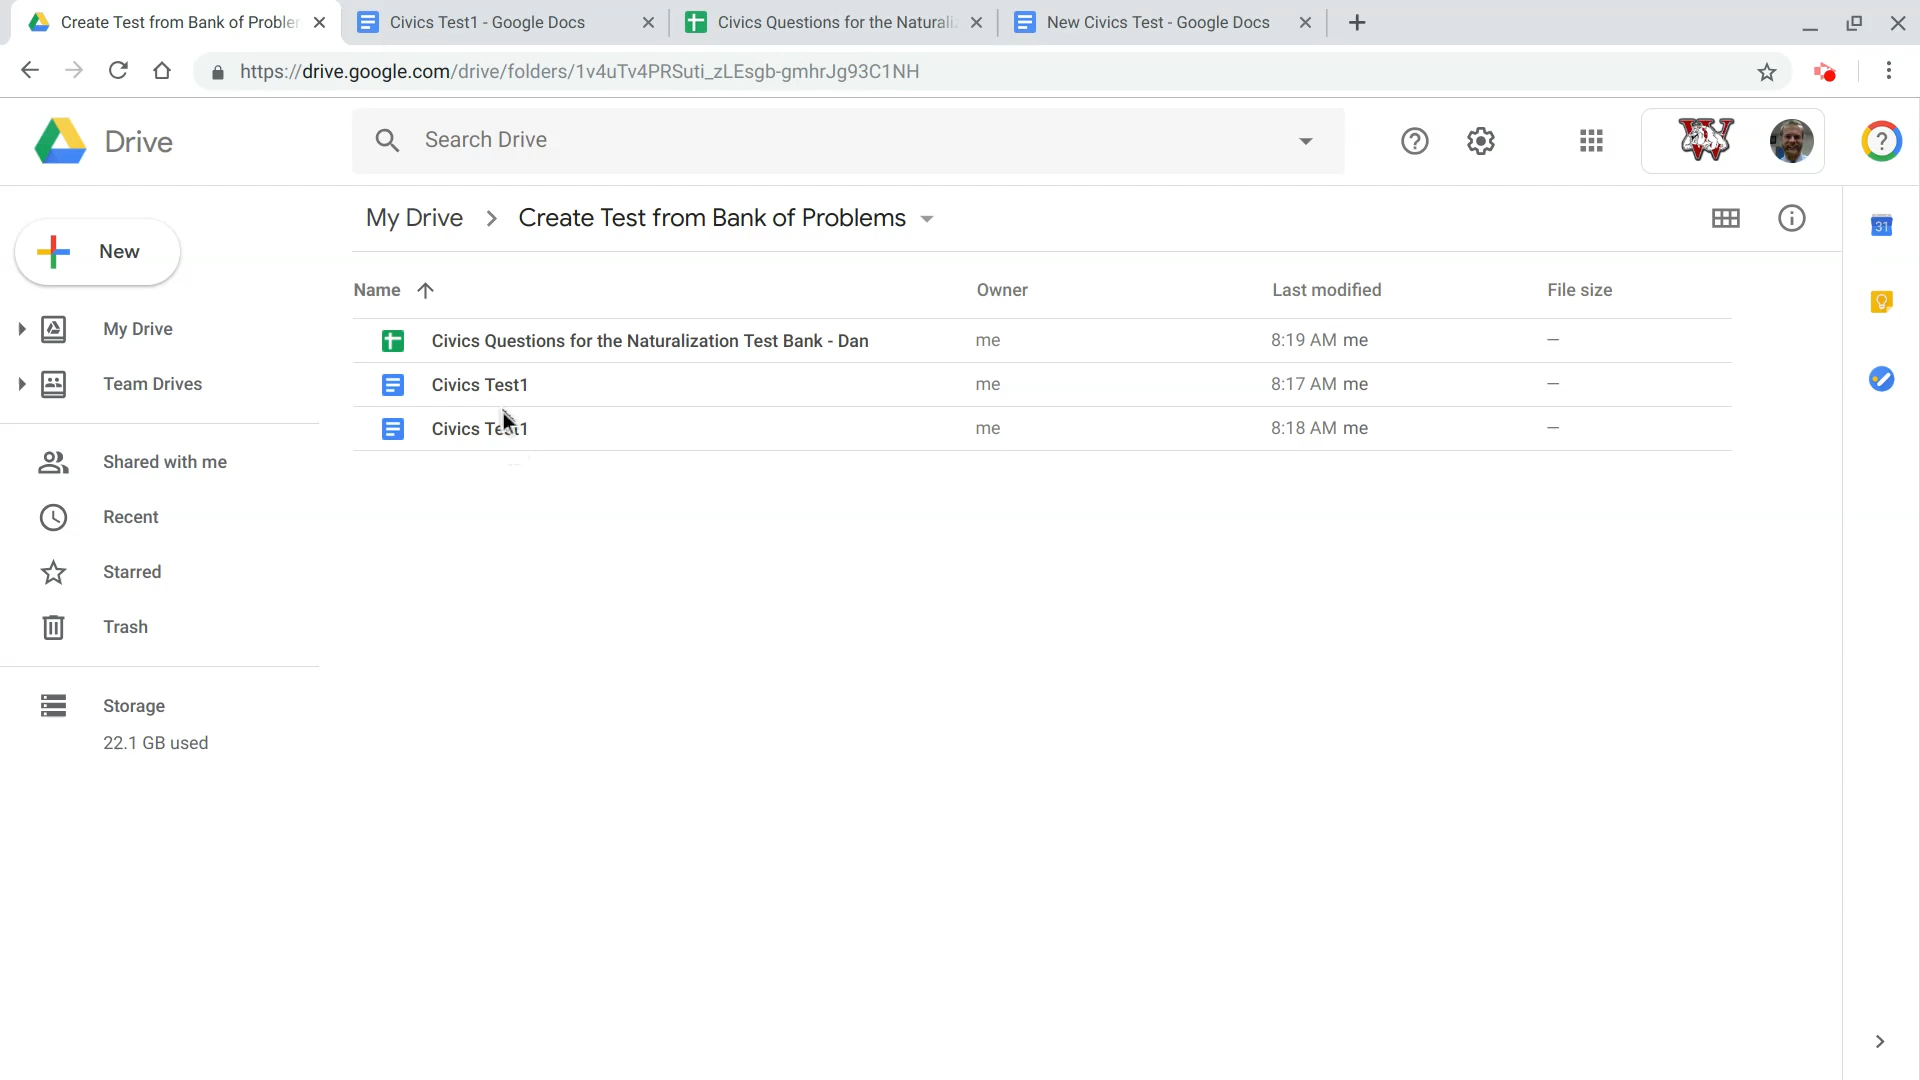 Create Test from Bank of Probler
Civics Test1 - Google Docs
Civics Questions for the Naturali
New Civics Test - Google Docs
https://drive.google.com/drive/folders/1v4uTv4PRSuti_zLEsgb-gmhrJg93C1NH
Drive
Search Drive
My Drive > Create Test from Bank of Problems
New
31
Name Owner Last modified File size
My Drive
Civics Questions for the Naturalization Test Bank - Dan me 8:19 AM me —
Team Drives
Civics Test1 me 8:17 AM me —
Civics Test1 me 8:18 AM me —
Shared with me
Recent
Starred
Trash
Storage
22.1 GB used